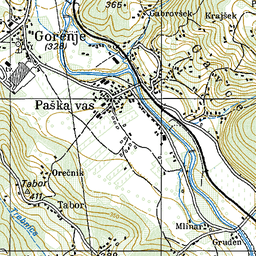 365
Gabrovšek
Krajšek
Gorenje
(328)
Paška vas
Orečnik
Tabor
411
Tabor
Mlinar
Gruden